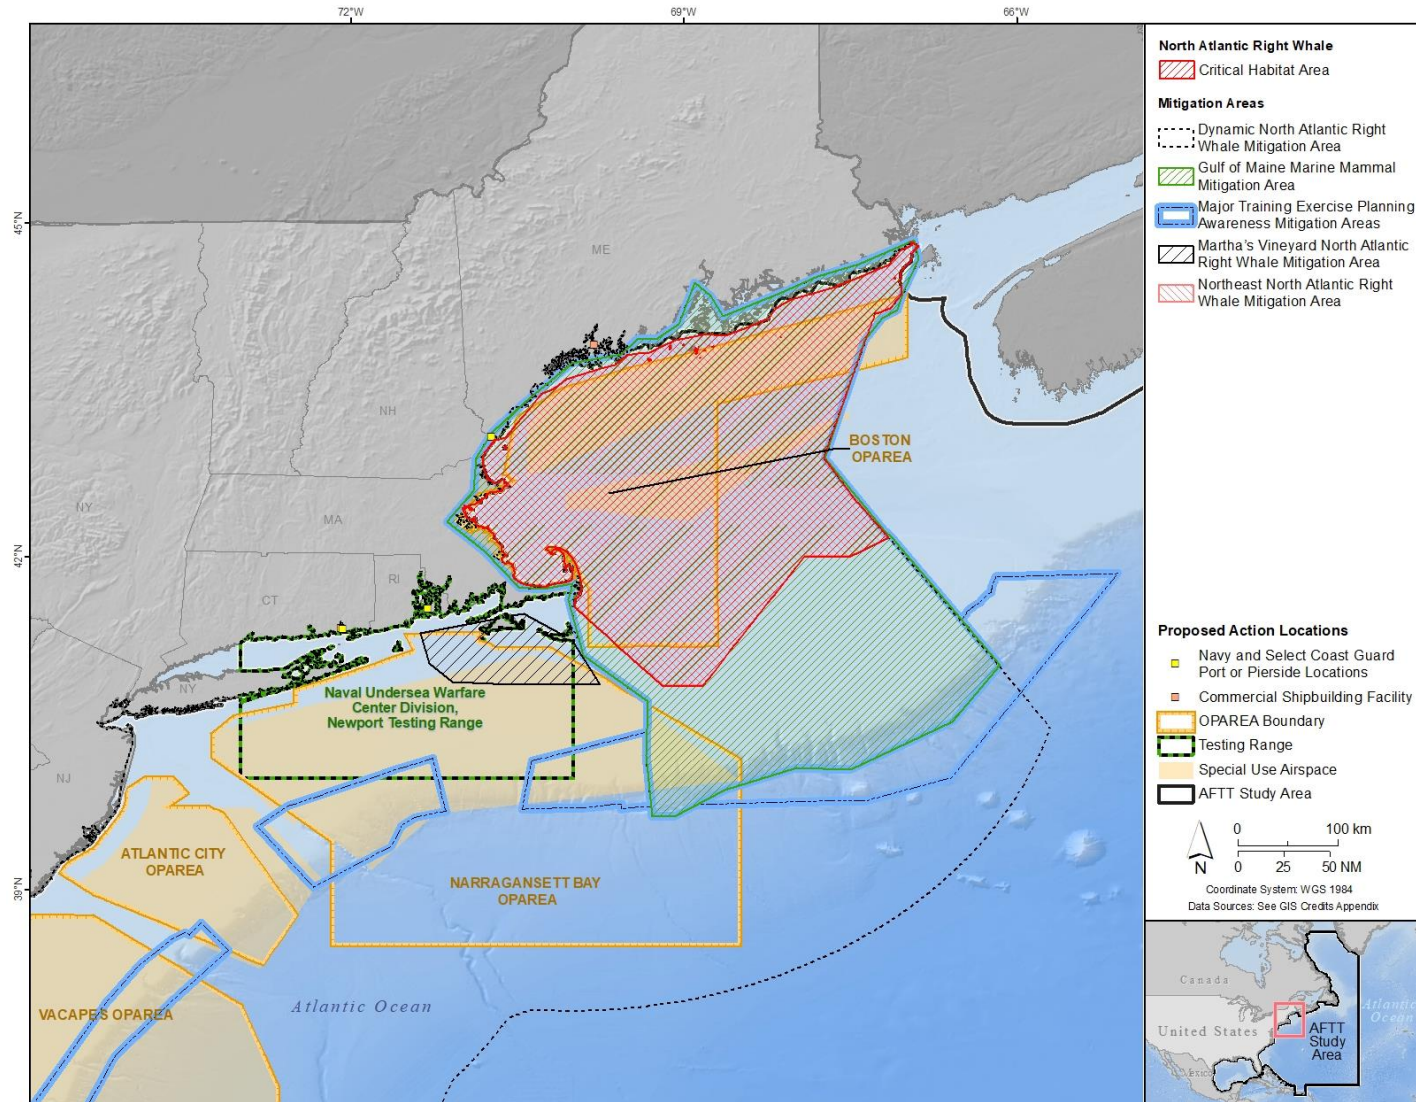 72°W
69°W
66°W
45°N
42°N
39°N
ME
NH
NY
MA
RI
CT
NY
NJ
BOSTON
OPAREA
Naval Undersea Warfare
Center Division,
Newport Testing Range
ATLANTIC CITY
OPAREA
NARRAGANSETT BAY
OPAREA
VACAPES OPAREA
Atlantic Ocean
North Atlantic Right Whale
Critical Habitat Area
Mitigation Areas
Dynamic North Atlantic Right
Whale Mitigation Area
Gulf of Maine Marine Mammal
Mitigation Area
Major Training Exercise Planning
Awareness Mitigation Areas
Martha's Vineyard North Atlantic
Right Whale Mitigation Area
Northeast North Atlantic Right
Whale Mitigation Area
Proposed Action Locations
Navy and Select Coast Guard
Port or Pierside Locations
Commercial Shipbuilding Facility
OPAREA Boundary
Testing Range
Special Use Airspace
AFTT Study Area
N
0 100 km
0 25 50 NM
Coordinate System: WGS 1984
Data Sources: See GIS Credits Appendix
Canada
United States
Mexico
Atlantic
Ocean
AFTT
Study
Area